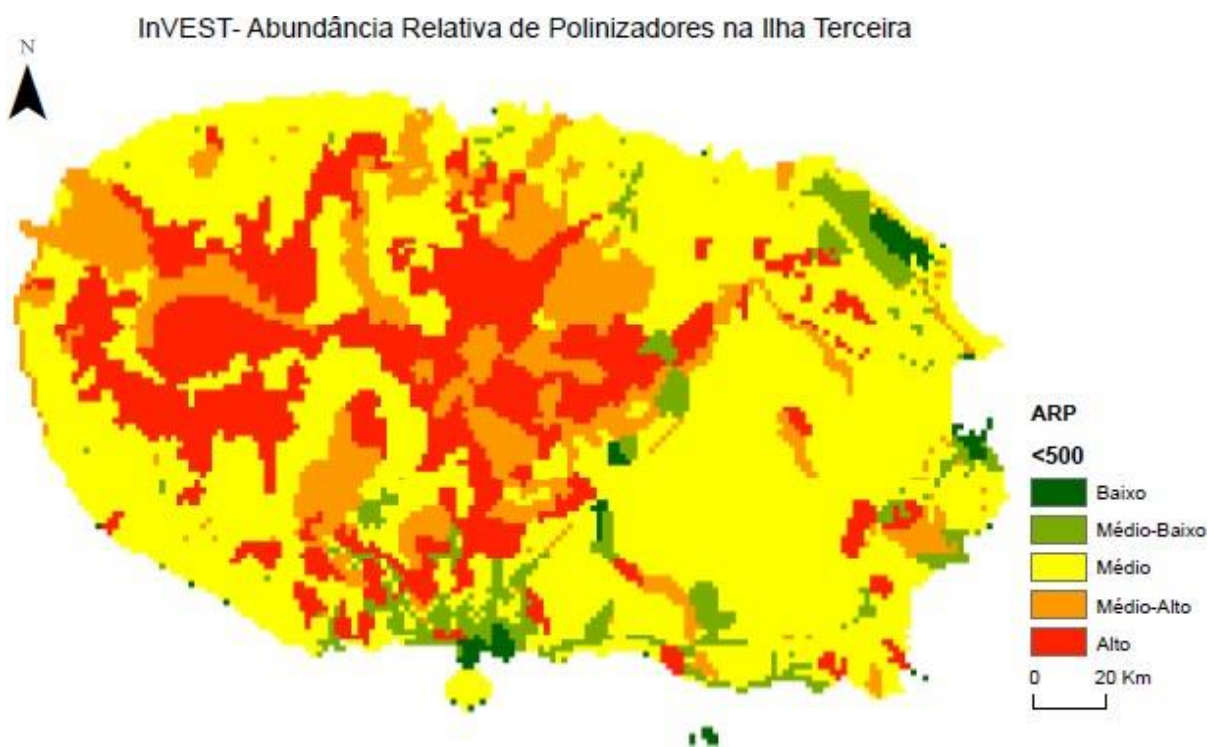 InVEST- Abundância Relativa de Polinizadores na Ilha Terceira
N
ARP
<500
Baixo
Médio-Baixo
Médio
Médio-Alto
Alto
0 20 Km